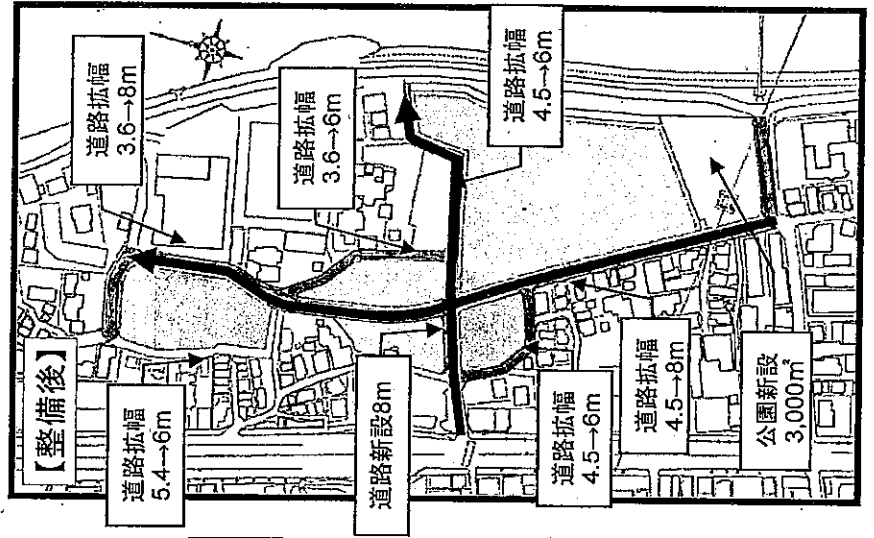 【整備後】
道路拡幅
3.6→8m
道路拡幅
3.6→6m
道路拡幅
4.5→6m
道路拡幅
5.4→6m
道路新設8m
道路拡幅
4.5→6m
道路拡幅
4.5→8m
公園新設
3,000㎡